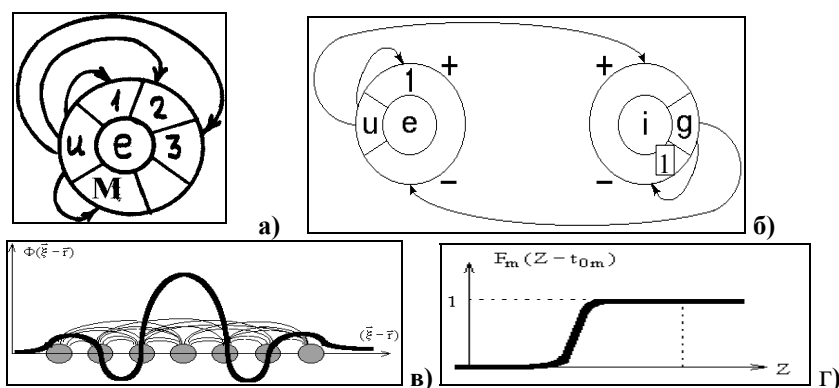 1 2
u e 3
M
а)
+ +
1
u e i g
1
− −
б)
Φ(ξ⃗ − r⃗)
(ξ⃗ − r⃗)
в)
F_m (Z − t_0m)
1
Z
г)